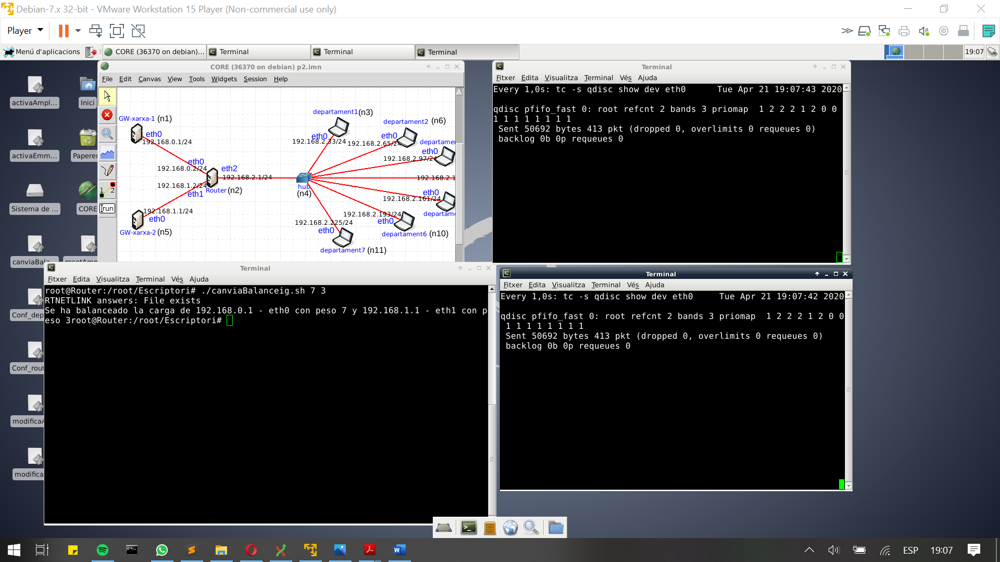 Debian-7.x 32-bit - VMware Workstation 15 Player (Non-commercial use only)
Player
Menú d'aplicacions
CORE (36370 on debian)...
Terminal
Terminal
Terminal
19:07
activaAmpl...
Inici
activaEmm...
Paperer
Sistema de ...
CORE
canviaBala
resetAmp
Conf_dep
Conf_rout
modificaA
modifica
CORE (36370 on debian) p2.imn
File Edit Canvas View Tools Widgets Session Help
1 2
run
GW-xarxa-1 (n1)
eth0
192.168.0.1/24
eth0
192.168.0.2/24
eth2
192.168.2.1/24
192.168.1.2/24
eth1
Router (n2)
192.168.1.1/24
eth0
GW-xarxa-2 (n5)
hub
(n4)
departament1(n3)
eth0
192.168.2.33/24
departament2 (n6)
eth0
192.168.2.65/24
departame
eth0
192.168.2.97/24
192.168.2.1
eth0
192.168.2.161/24
departam
192.168.2.193/24
eth0
departament6 (n10)
192.168.2.225/24
eth0
departament7 (n11)
Terminal
Fitxer Edita Visualitza Terminal Vés Ajuda
Every 1,0s: tc -s qdisc show dev eth0 Tue Apr 21 19:07:43 2020
qdisc pfifo_fast 0: root refcnt 2 bands 3 priomap 1 2 2 2 1 2 0 0
1 1 1 1 1 1 1 1
Sent 50692 bytes 413 pkt (dropped 0, overlimits 0 requeues 0)
backlog 0b 0p requeues 0
Terminal
Fitxer Edita Visualitza Terminal Vés Ajuda
root@Router:/root/Escriptori# ./canviaBalanceig.sh 7 3
RTNETLINK answers: File exists
Se ha balanceado la carga de 192.168.0.1 - eth0 con peso 7 y 192.168.1.1 - eth1 con p
eso 3root@Router:/root/Escriptori#
Terminal
Fitxer Edita Visualitza Terminal Vés Ajuda
Every 1,0s: tc -s qdisc show dev eth0 Tue Apr 21 19:07:42 2020
qdisc pfifo_fast 0: root refcnt 2 bands 3 priomap 1 2 2 2 1 2 0 0
1 1 1 1 1 1 1 1
Sent 50692 bytes 413 pkt (dropped 0, overlimits 0 requeues 0)
backlog 0b 0p requeues 0
ESP
19:07